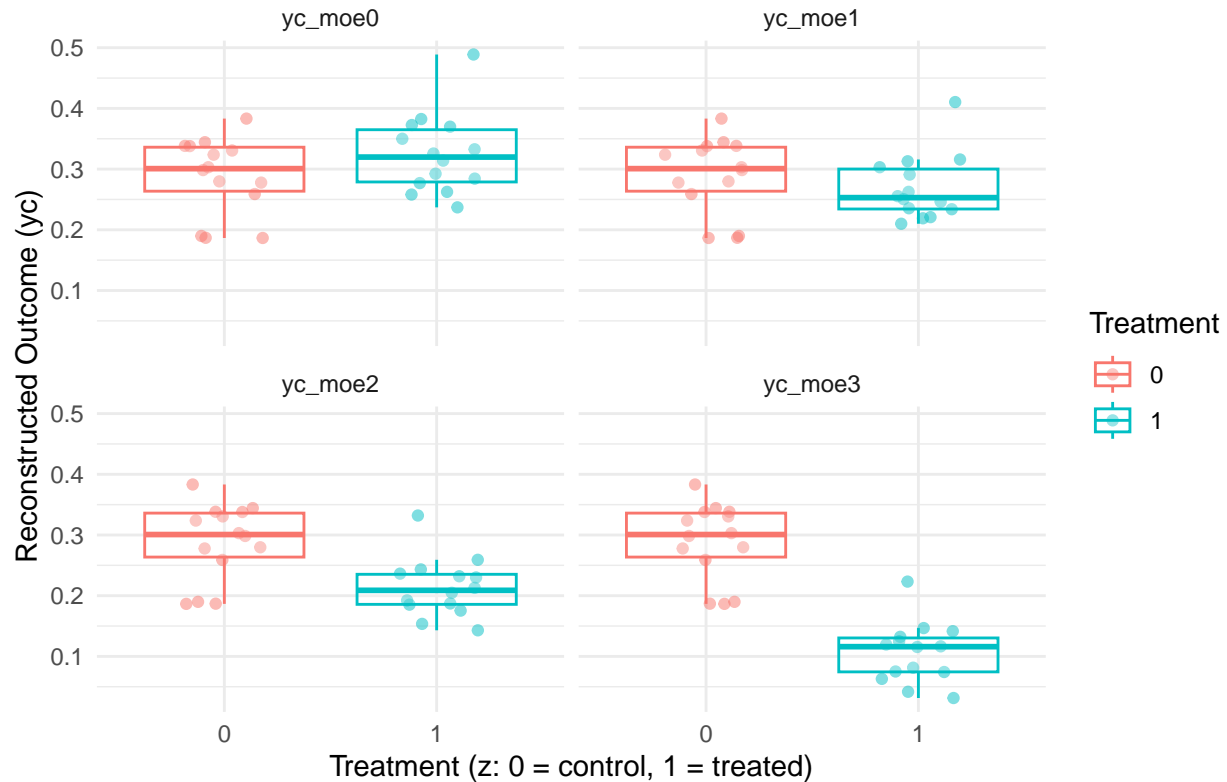 yc_moe0
yc_moe1
0.5
0.4
0.3
0.2
0.1
yc_moe2
yc_moe3
0.5
0.4
0.3
0.2
0.1
0
1
0
1
Reconstructed Outcome (yc)
Treatment (z: 0 = control, 1 = treated)
Treatment
0
1